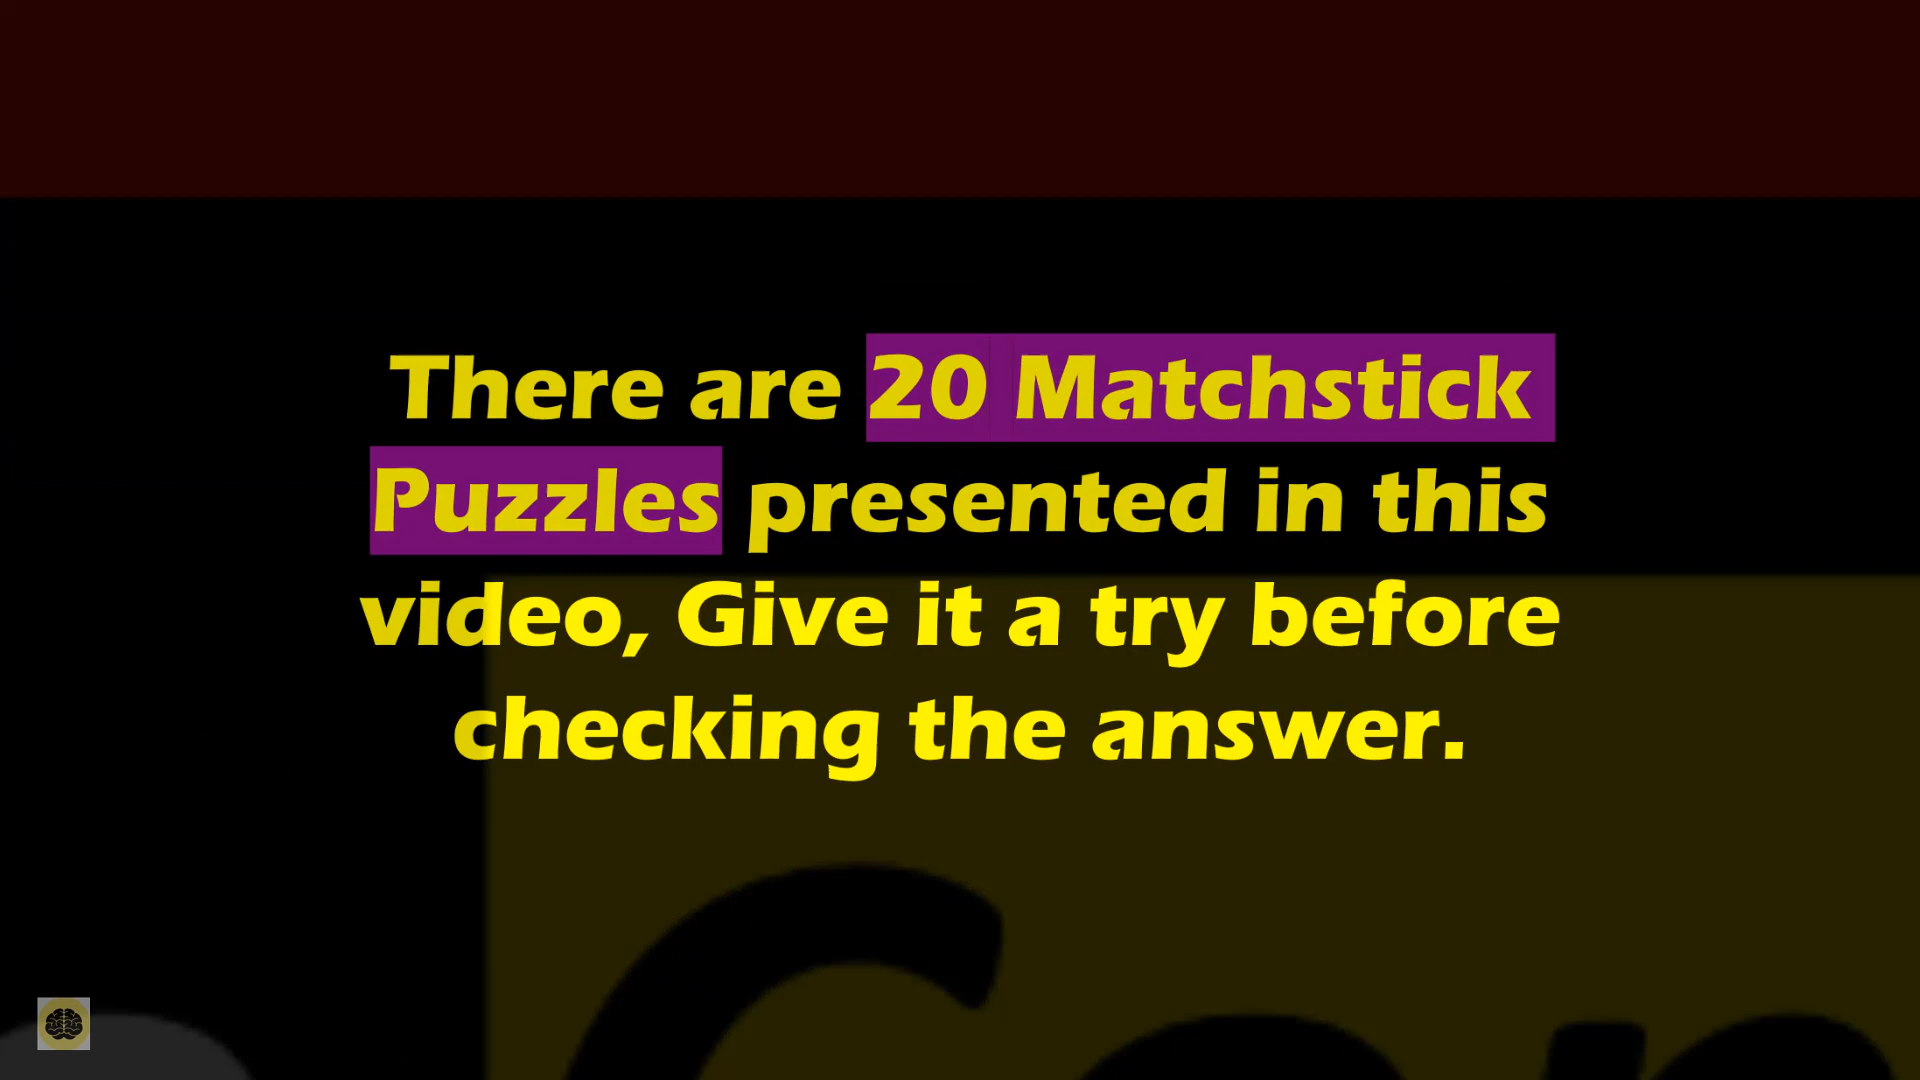 There are 20 Matchstick
Puzzles presented in this
video, Give it a try before
checking the answer.